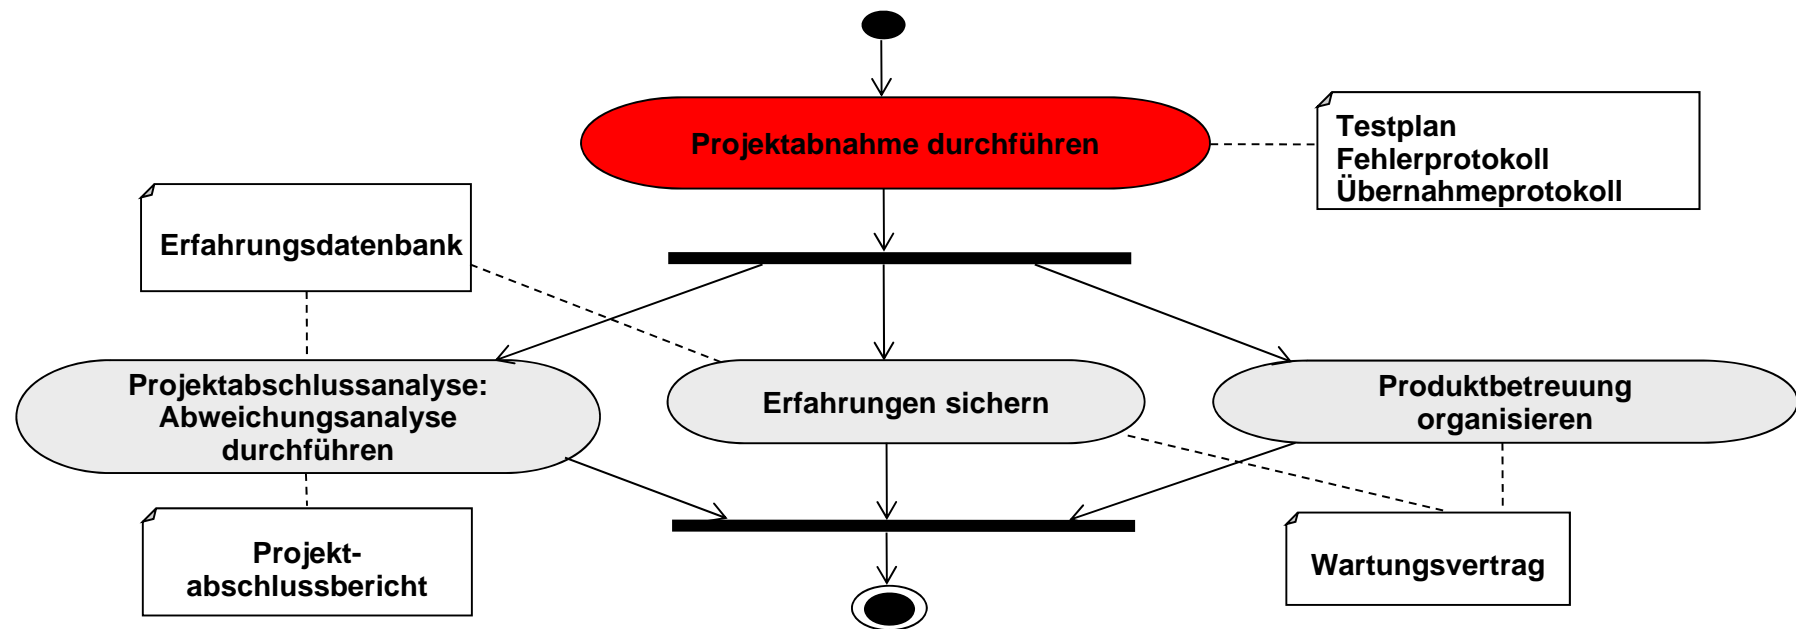 Projektabnahme durchführen
Testplan
Fehlerprotokoll
Übernahmeprotokoll
Erfahrungsdatenbank
Projektabschlussanalyse:
Abweichungsanalyse
durchführen
Erfahrungen sichern
Produktbetreuung
organisieren
Projekt-
abschlussbericht
Wartungsvertrag